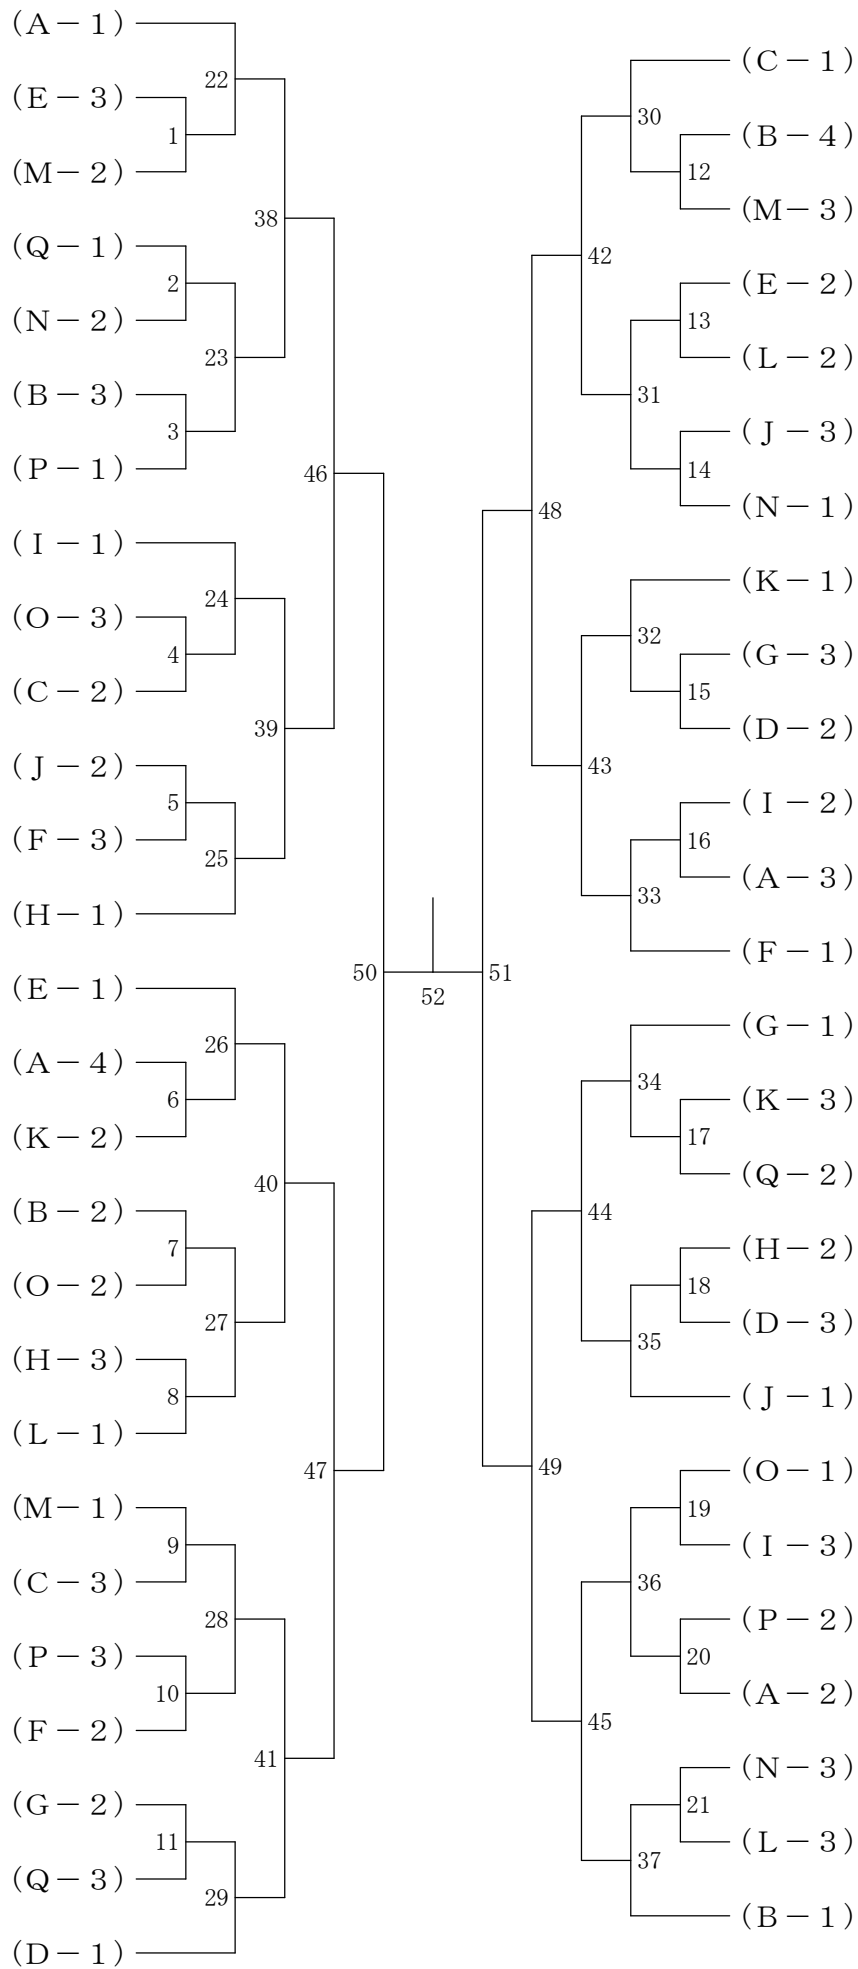 (A－1)
22
(E－3)
1
(M－2)
38
(Q－1)
2
(N－2)
23
(B－3)
3
(P－1)
46
(I－1)
24
(O－3)
4
(C－2)
39
(J－2)
5
(F－3)
25
(H－1)
50
(E－1)
26
(A－4)
6
(K－2)
40
(B－2)
7
(O－2)
27
(H－3)
8
(L－1)
47
(M－1)
9
(C－3)
28
(P－3)
10
(F－2)
41
(G－2)
11
(Q－3)
29
(D－1)
52
(C－1)
30
(B－4)
12
(M－3)
42
(E－2)
13
(L－2)
31
(J－3)
14
(N－1)
48
(K－1)
32
(G－3)
15
(D－2)
43
(I－2)
16
(A－3)
33
(F－1)
51
(G－1)
34
(K－3)
17
(Q－2)
44
(H－2)
18
(D－3)
35
(J－1)
49
(O－1)
19
(I－3)
36
(P－2)
20
(A－2)
45
(N－3)
21
(L－3)
37
(B－1)